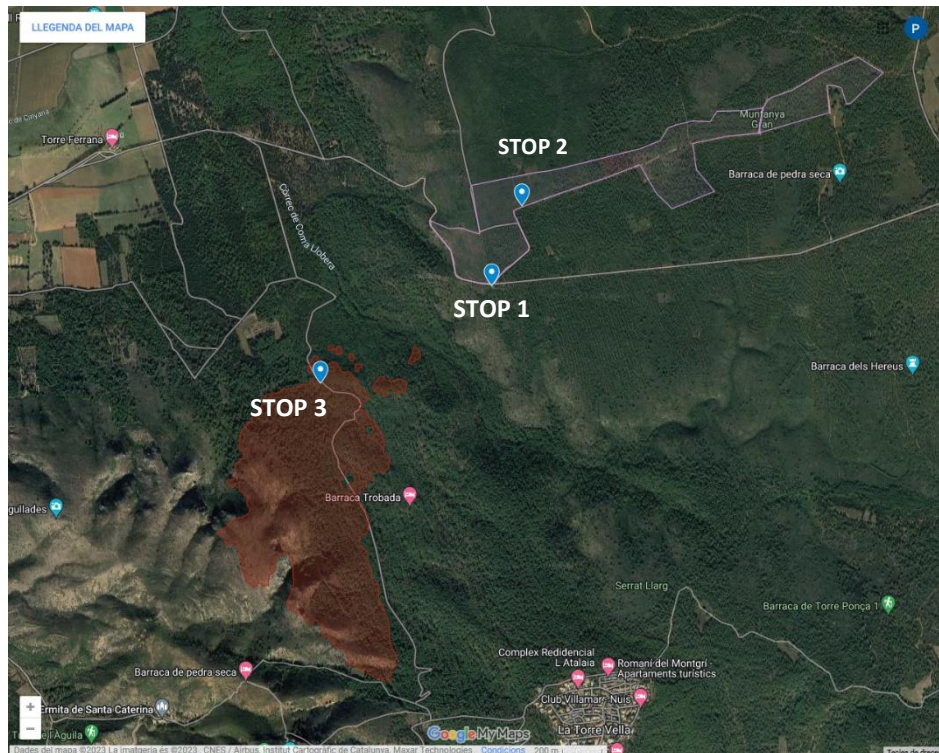 LLEGENDA DEL MAPA
P
Torre Ferrana
Muntanya
Gran
STOP 2
Barraca de pedra seca
Còrrec de Coma Llobera
STOP 1
Barraca dels Hereus
STOP 3
Barraca Trobada
gullades
Serrat Llarg
Barraca de Torre Ponça 1
Complex Redidencial
L Atalaia
Romaní del Montgrí -
Apartaments turístics
Barraca de pedra seca
Club Villamar -Nuis
Ermita de Santa Caterina
La Torre Vella
Google My Maps
Dades del mapa ©2023 La imatgeria és ©2023 , CNES / Airbus, Institut Cartogràfic de Catalunya, Maxar Technologies Condicions 200 m